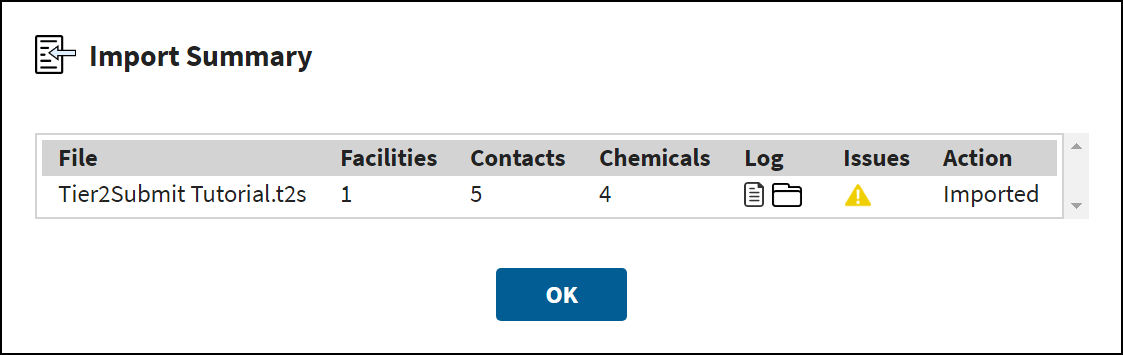 Import Summary
File Facilities Contacts Chemicals Log Issues Action
Tier2Submit Tutorial.t2s 1 5 4 Imported
OK